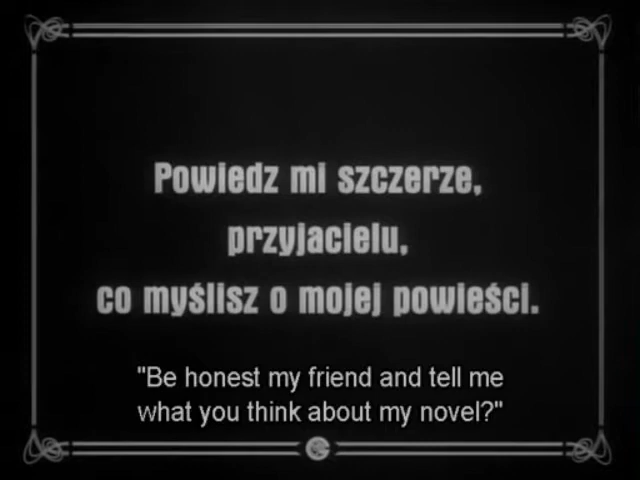 Powiedz mi szczerze,
przyjacielu,
co myślisz o mojej powieści.
"Be honest my friend and tell me
what you think about my novel?"